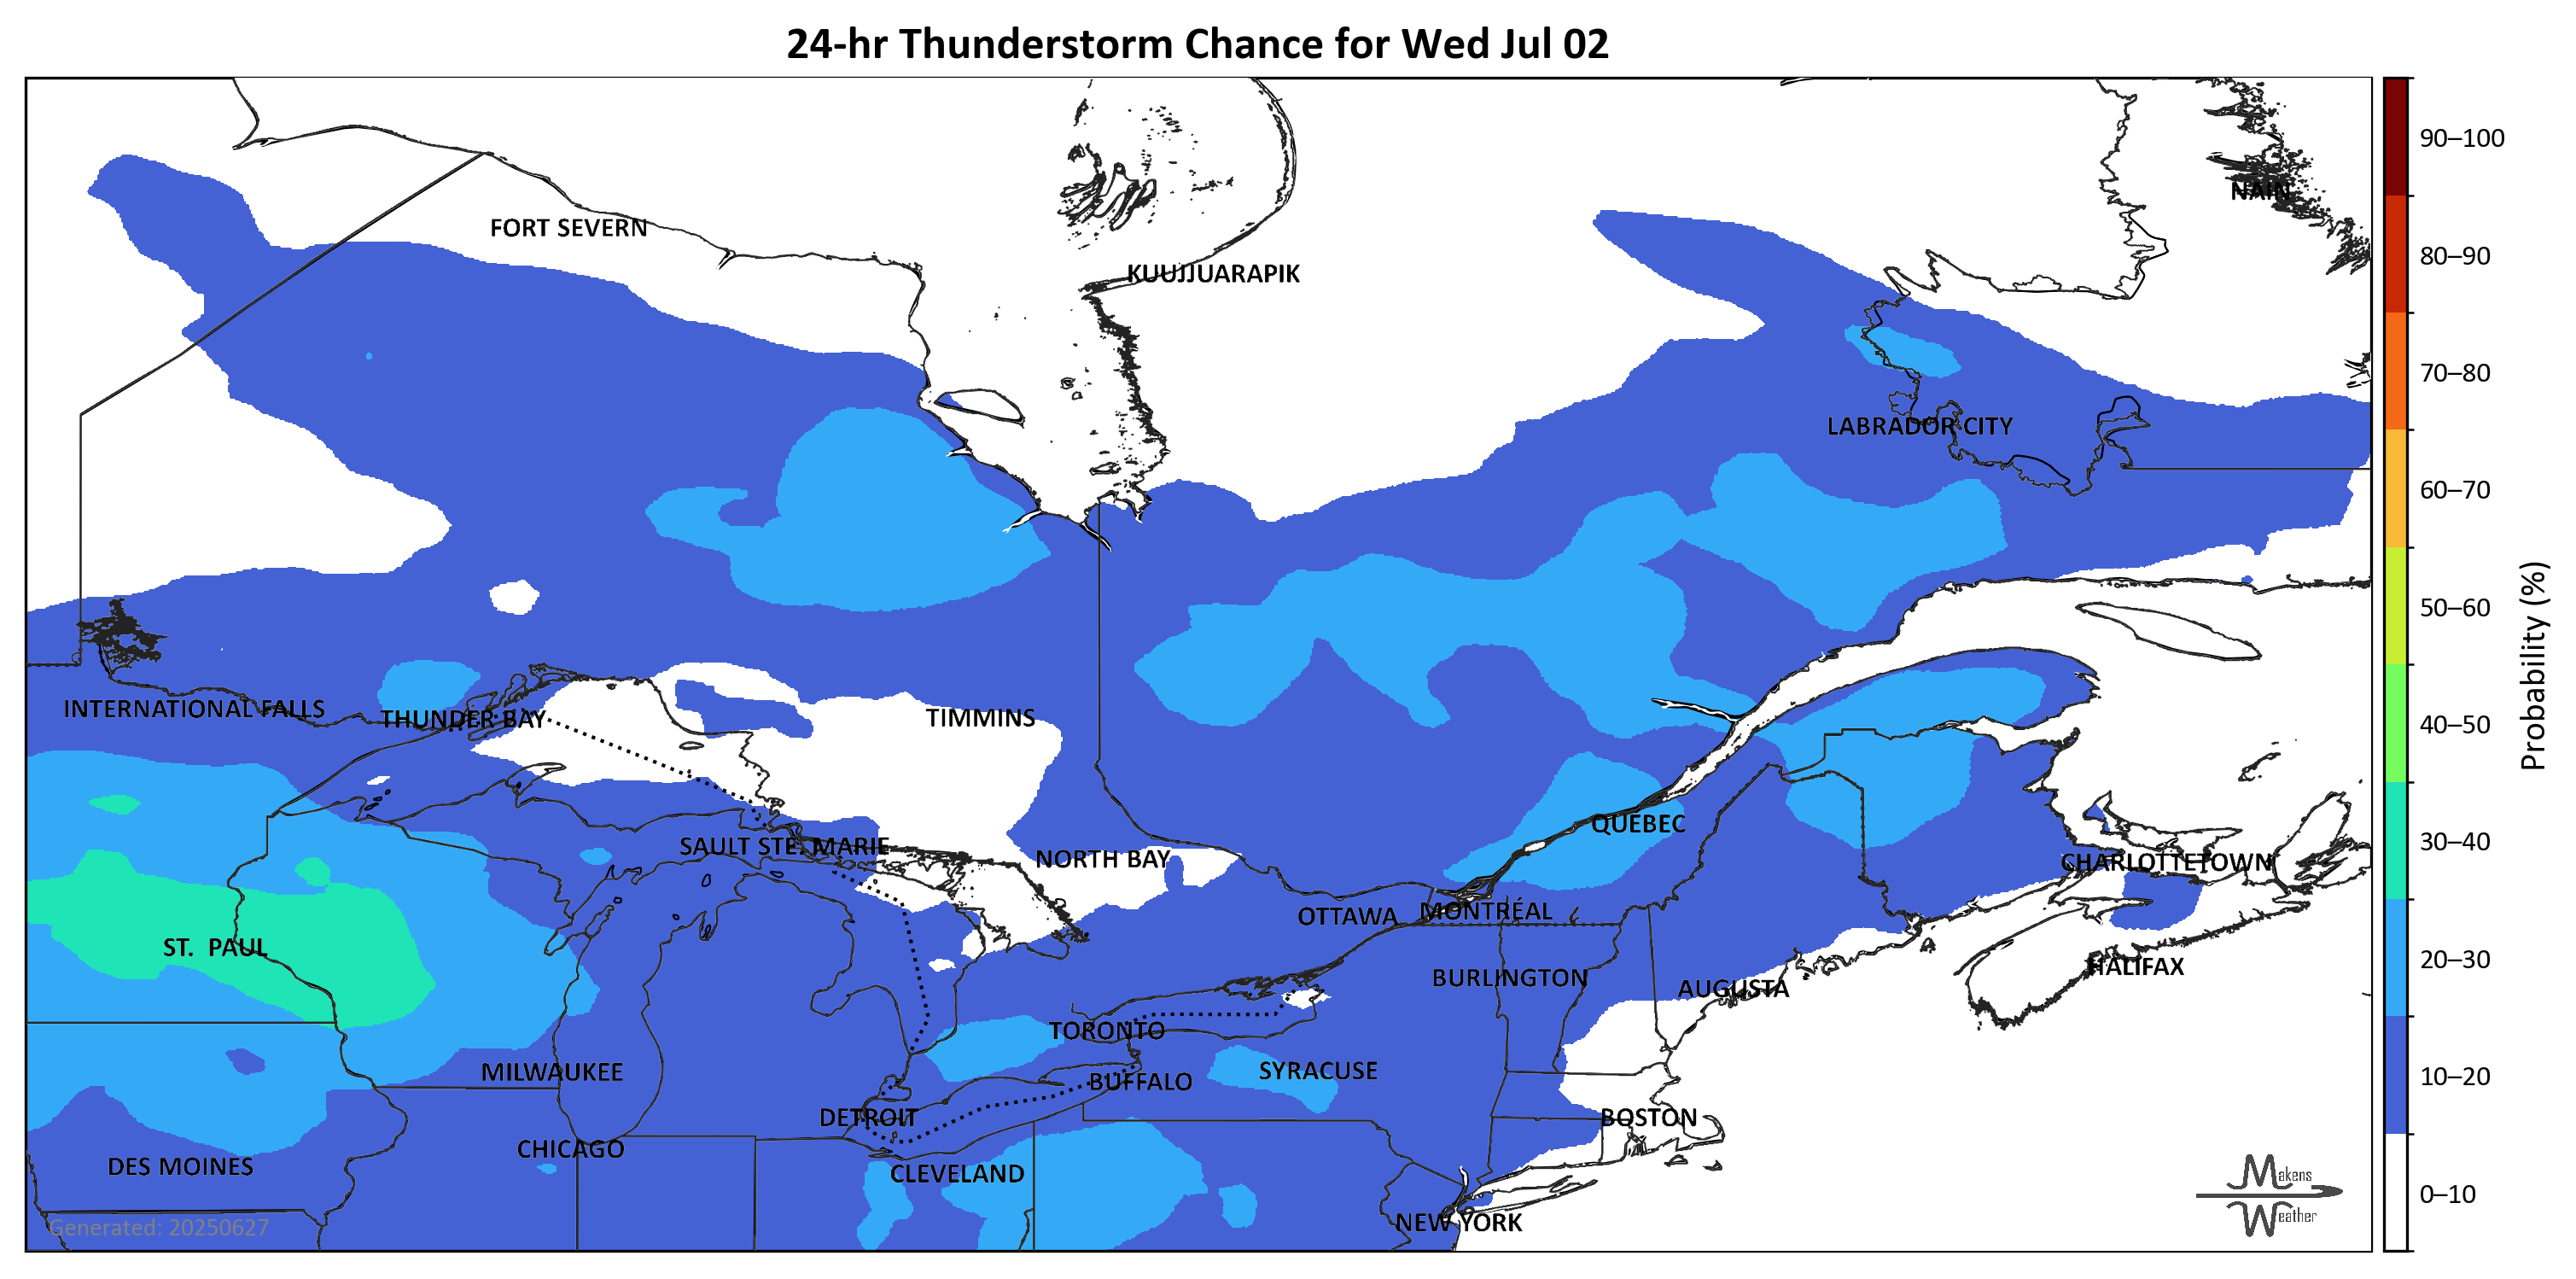 24-hr Thunderstorm Chance for Wed Jul 02
90–100
NAIN
FORT SEVERN
80–90
KUUJJUARAPIK
70–80
LABRADOR CITY
60–70
50–60
Probability (%)
INTERNATIONAL FALLS
THUNDER BAY
TIMMINS
40–50
QUEBEC
SAULT STE. MARIE
30–40
NORTH BAY
CHARLOTTETOWN
OTTAWA
MONTRÉAL
ST. PAUL
20–30
HALIFAX
BURLINGTON
AUGUSTA
TORONTO
MILWAUKEE
SYRACUSE
10–20
BUFFALO
DETROIT
BOSTON
CHICAGO
DES MOINES
CLEVELAND
Makens
Weather
0–10
NEW YORK
Generated: 20250627